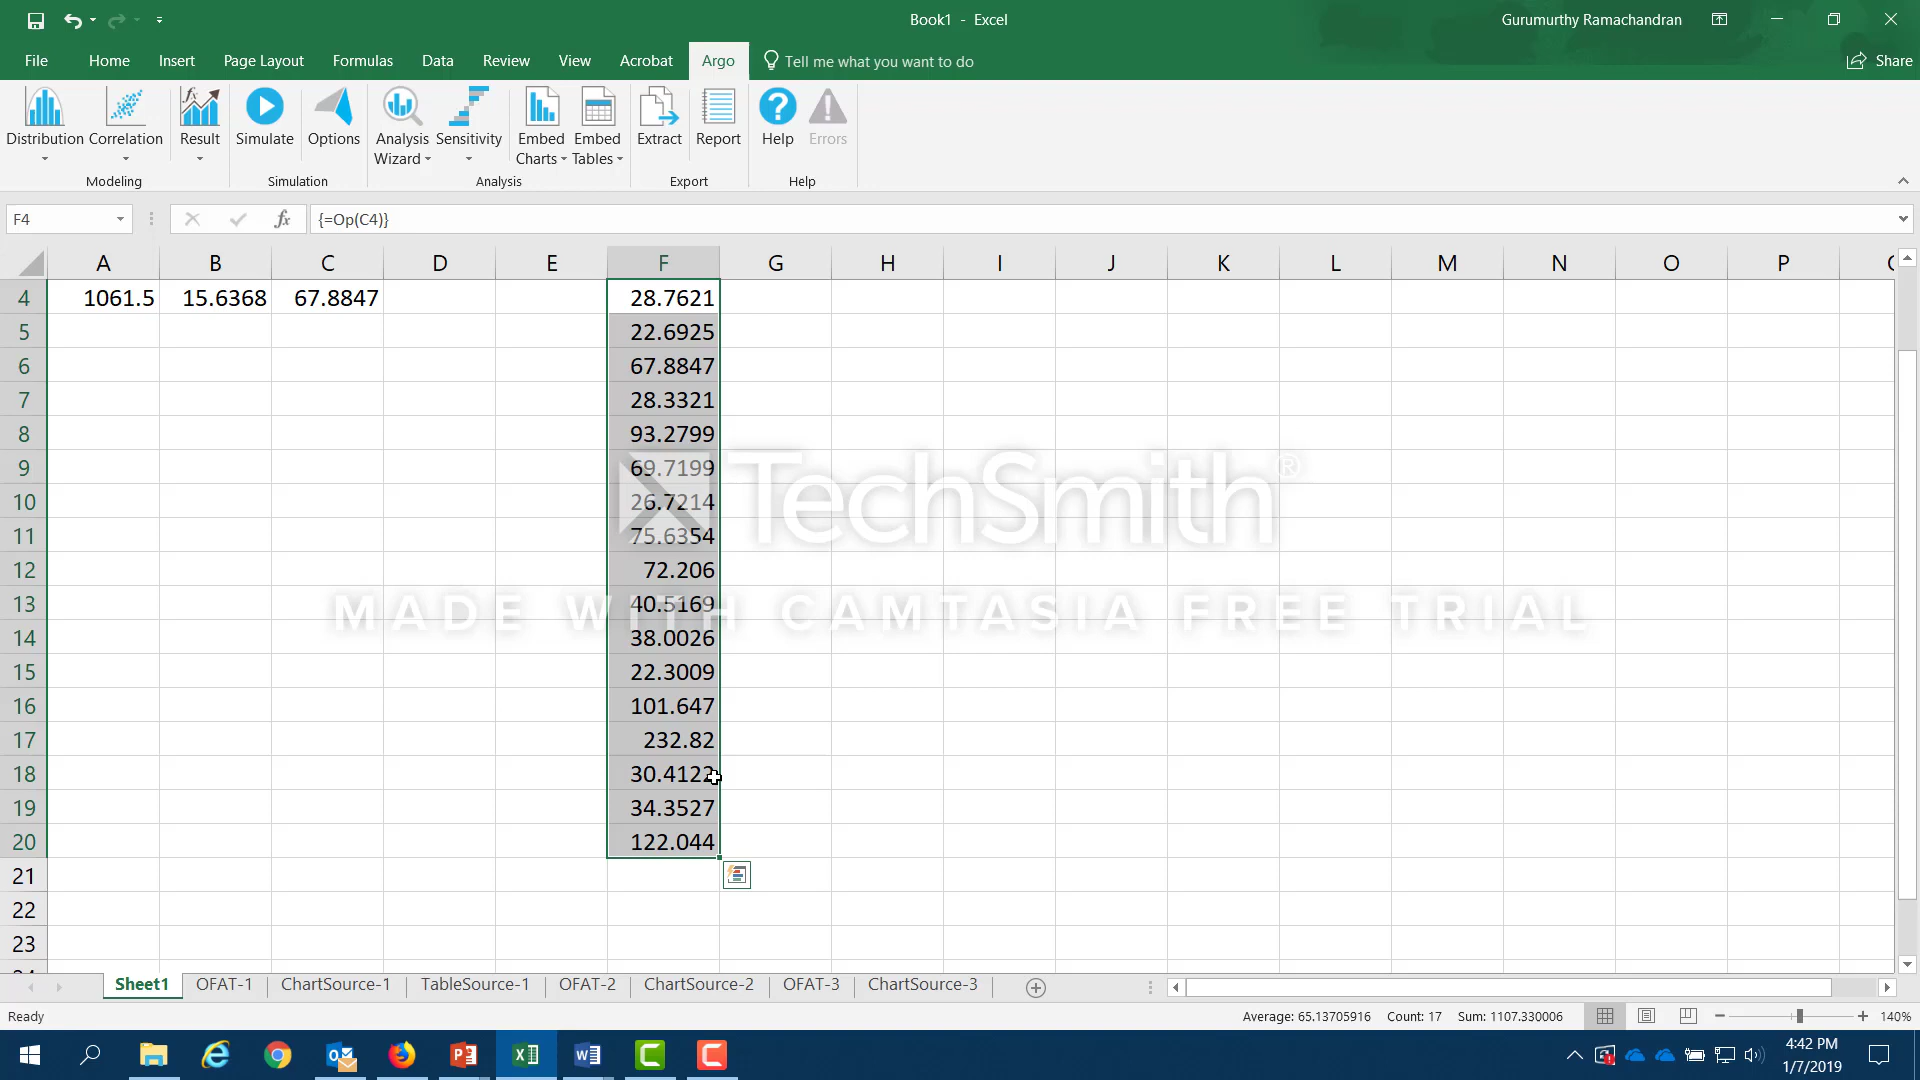 Book1 - Excel
Gurumurthy Ramachandran
File Home Insert Page Layout Formulas Data Review View Acrobat Argo Tell me what you want to do Share
Distribution Correlation Result Simulate Options Analysis Wizard Sensitivity Embed Charts Embed Tables Extract Report Help Errors
Modeling Simulation Analysis Export Help
F4 fx {=Op(C4)}
A B C D E F G H I J K L M N O P
4 1061.5 15.6368 67.8847 28.7621
5 22.6925
6 67.8847
7 28.3321
8 93.2799
9 69.7199
10 26.7214
11 75.6354
12 72.206
13 40.5169
14 38.0026
15 22.3009
16 101.647
17 232.82
18 30.4122
19 34.3527
20 122.044
21
22
23
TechSmith®
MADE WITH CAMTASIA FREE TRIAL
Sheet1 OFAT-1 ChartSource-1 TableSource-1 OFAT-2 ChartSource-2 OFAT-3 ChartSource-3
Ready Average: 65.13705916 Count: 17 Sum: 1107.330006 140%
4:42 PM
1/7/2019